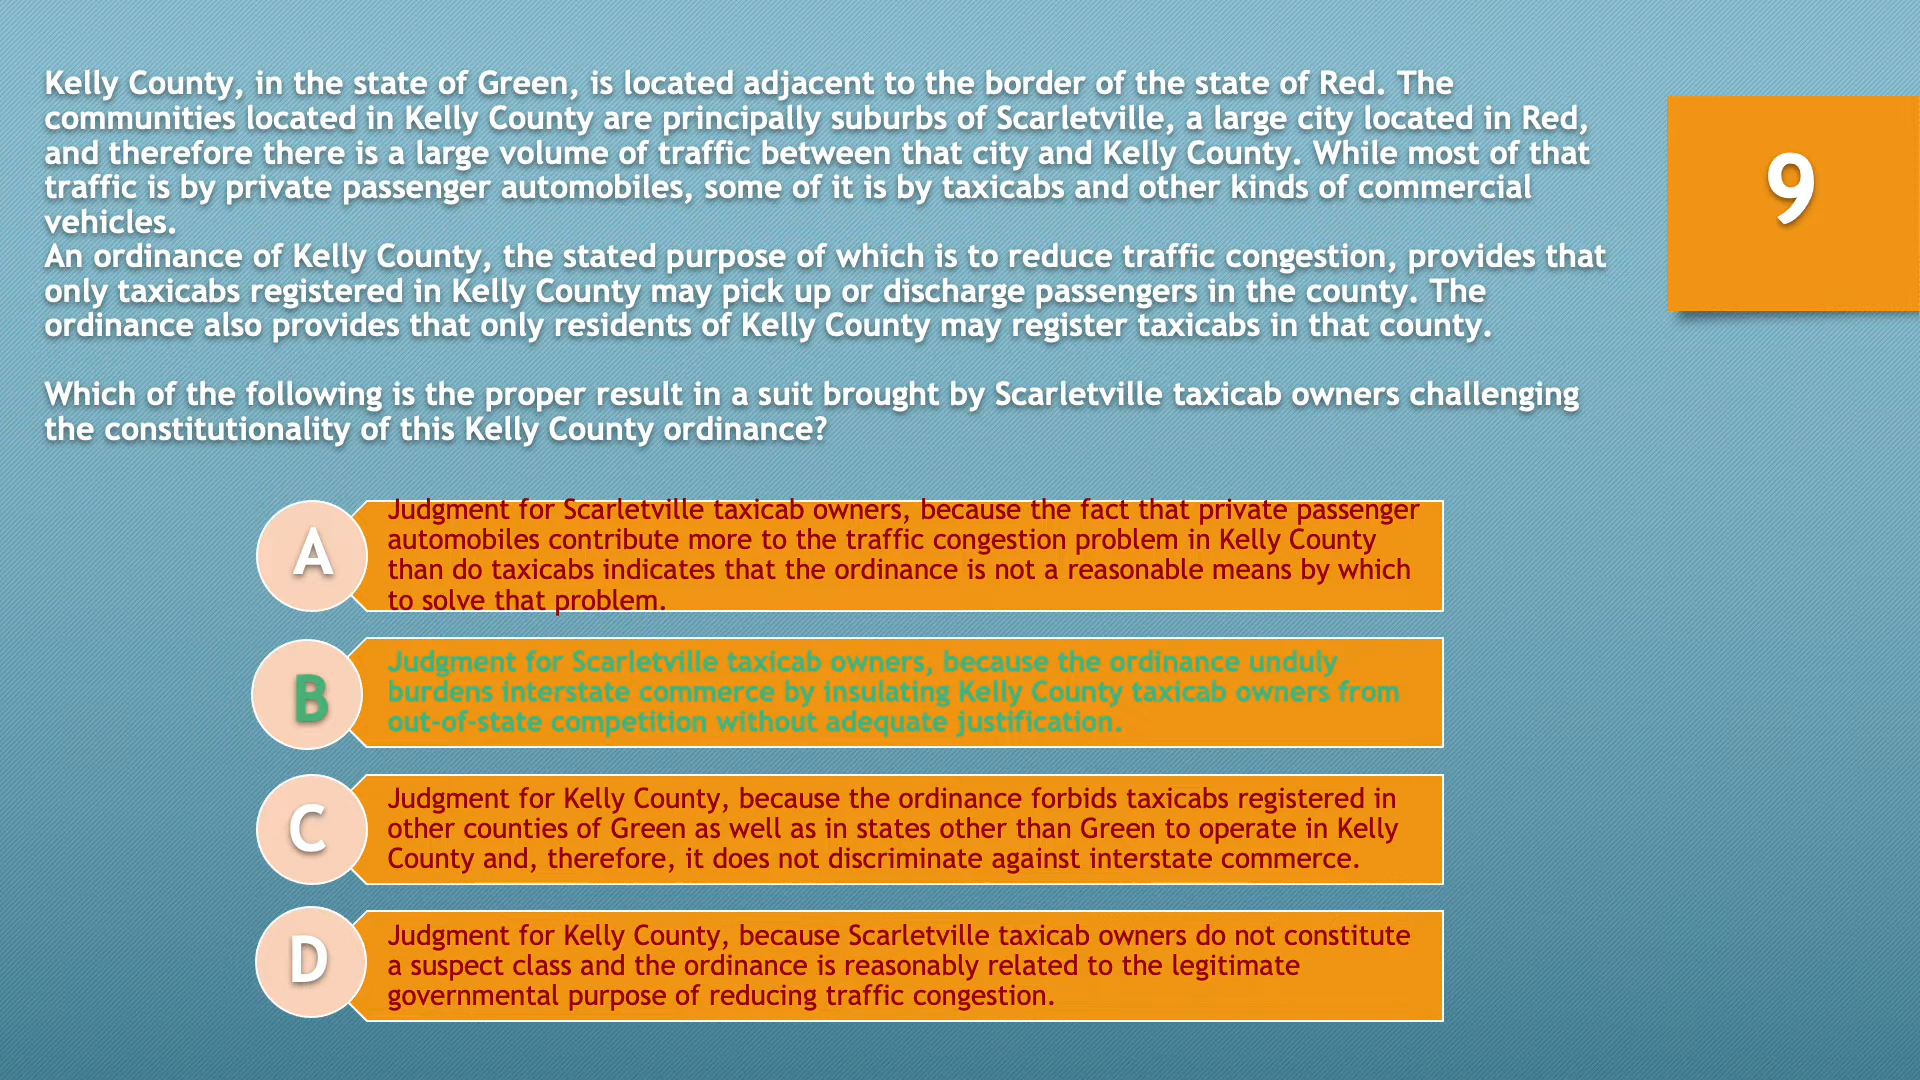 Kelly County, in the state of Green, is located adjacent to the border of the state of Red. The
communities located in Kelly County are principally suburbs of Scarletville, a large city located in Red,
and therefore there is a large volume of traffic between that city and Kelly County. While most of that
traffic is by private passenger automobiles, some of it is by taxicabs and other kinds of commercial
vehicles.
An ordinance of Kelly County, the stated purpose of which is to reduce traffic congestion, provides that
only taxicabs registered in Kelly County may pick up or discharge passengers in the county. The
ordinance also provides that only residents of Kelly County may register taxicabs in that county.
Which of the following is the proper result in a suit brought by Scarletville taxicab owners challenging
the constitutionality of this Kelly County ordinance?
9
A
Judgment for Scarletville taxicab owners, because the fact that private passenger
automobiles contribute more to the traffic congestion problem in Kelly County
than do taxicabs indicates that the ordinance is not a reasonable means by which
to solve that problem.
B
Judgment for Scarletville taxicab owners, because the ordinance unduly
burdens interstate commerce by insulating Kelly County taxicab owners from
out-of-state competition without adequate justification.
C
Judgment for Kelly County, because the ordinance forbids taxicabs registered in
other counties of Green as well as in states other than Green to operate in Kelly
County and, therefore, it does not discriminate against interstate commerce.
D
Judgment for Kelly County, because Scarletville taxicab owners do not constitute
a suspect class and the ordinance is reasonably related to the legitimate
governmental purpose of reducing traffic congestion.